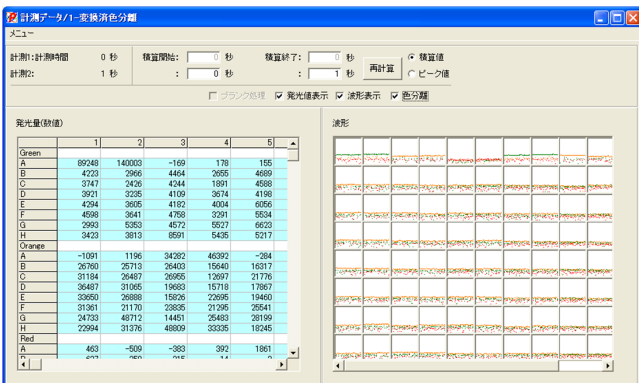 計測データ/1-変換済色分離
メニュー
計測1:計測時間 0 秒 積算開始: 0 秒 積算終了: 0 秒 再計算 積算値
計測2: 1 秒 : 0 秒 : 1 秒 ピーク値
ブランク処理 発光値表示 波形表示 色分離
発光量(数値) 波形
1 2 3 4 5
Green
A 89248 140003 -169 178 155
B 4223 2966 4464 2655 4689
C 3747 2426 4244 1891 4588
D 3921 3235 4109 3674 4198
E 4294 3605 4182 4004 6056
F 4598 3641 4758 3291 5534
G 2993 5353 4572 5527 6623
H 3423 3813 8591 5435 5217
Orange
A -1091 1196 34282 46392 -284
B 26760 25713 26403 15640 16317
C 31184 26487 26955 12697 21776
D 36487 31065 19683 15718 17867
E 33650 26888 15826 22695 19460
F 31361 21170 23835 21295 25541
G 24733 48712 14451 25483 28199
H 22994 31376 48809 33335 18245
Red
A 463 -509 -383 392 1861